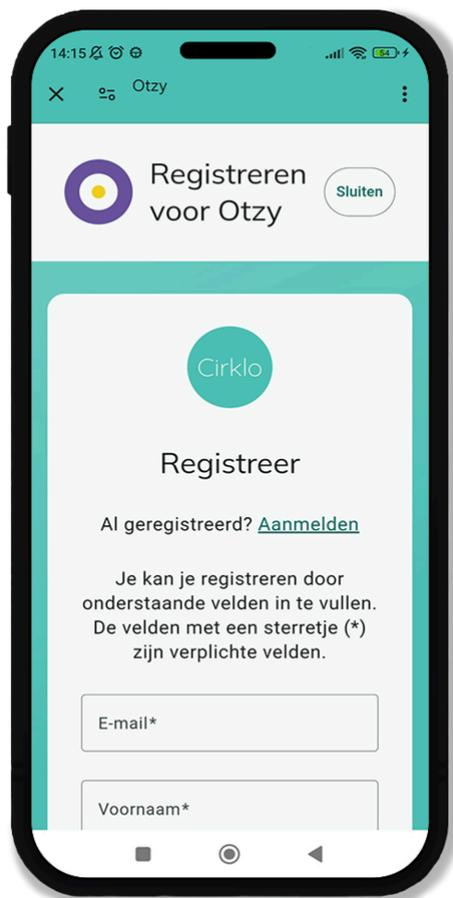 14:15
54
Otzy
Registreren
voor Otzy
Sluiten
Cirklo
Registreer
Al geregistreerd? Aanmelden
Je kan je registreren door
onderstaande velden in te vullen.
De velden met een sterretje (*)
zijn verplichte velden.
E-mail*
Voornaam*